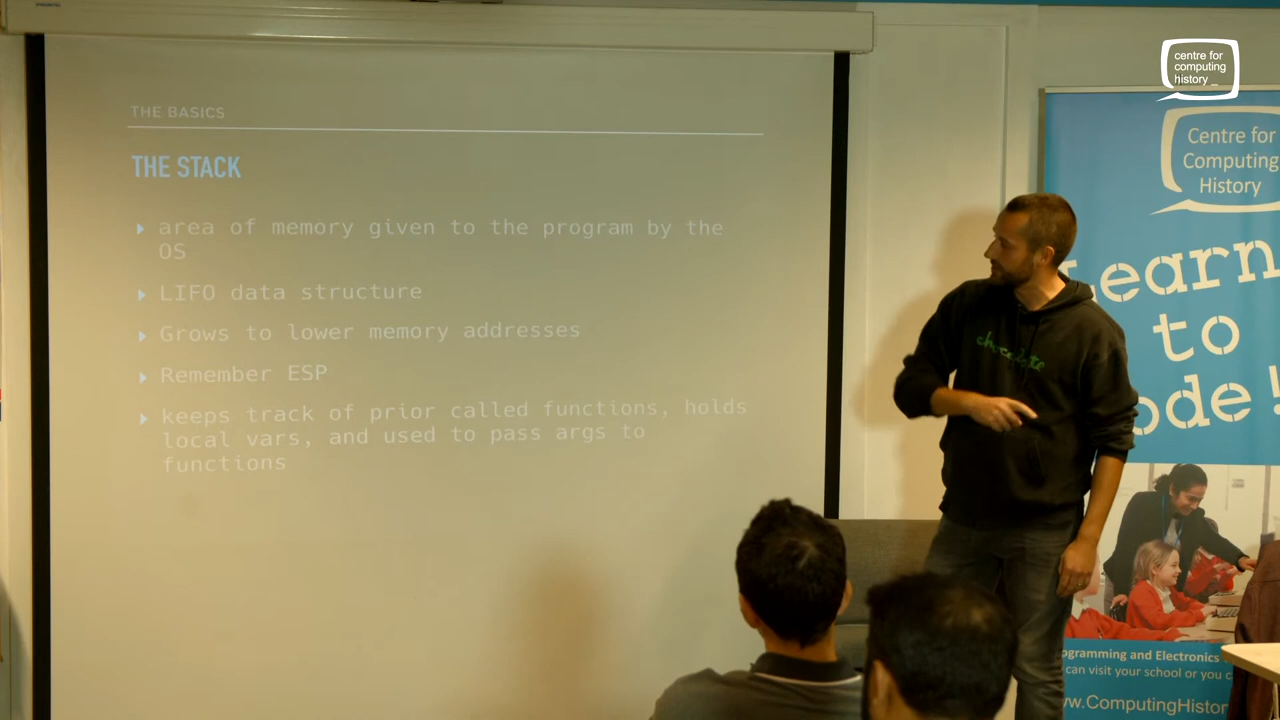 THE BASICS
THE STACK
area of memory given to the program by the
OS
LIFO data structure
Grows to lower memory addresses
Remember ESP
keeps track of prior called functions, holds
local vars, and used to pass args to
functions
chocolate
centre for
computing
history _
Centre for
Computing
History
Learn
to
ode!
ogramming and Electronics
can visit your school or you c
w.ComputingHistor